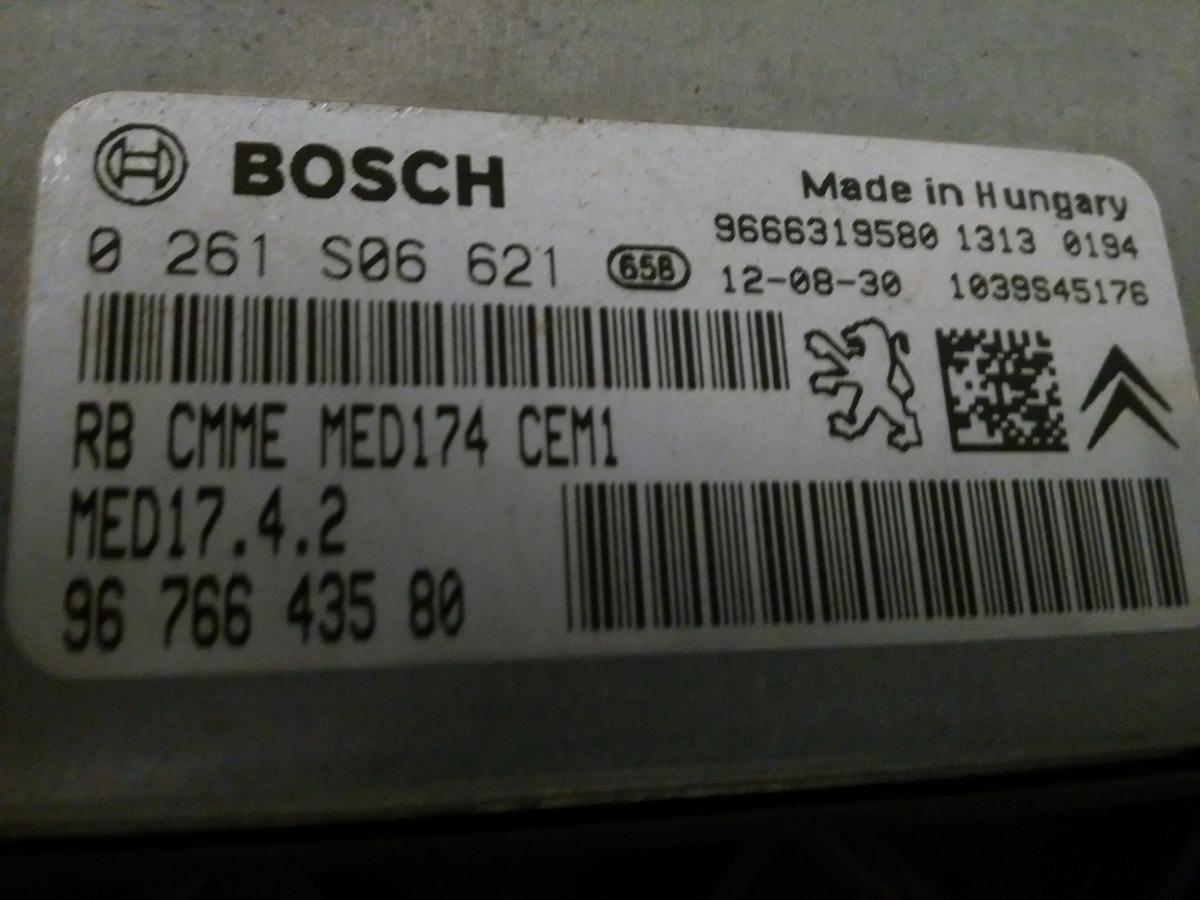 BOSCH
Made in Hungary
0 261 S06 621
658
9666319580 1313 0194
12-08-30 1039S45176
RB CMME MED174 CEM1
MED17.4.2
96 766 435 80